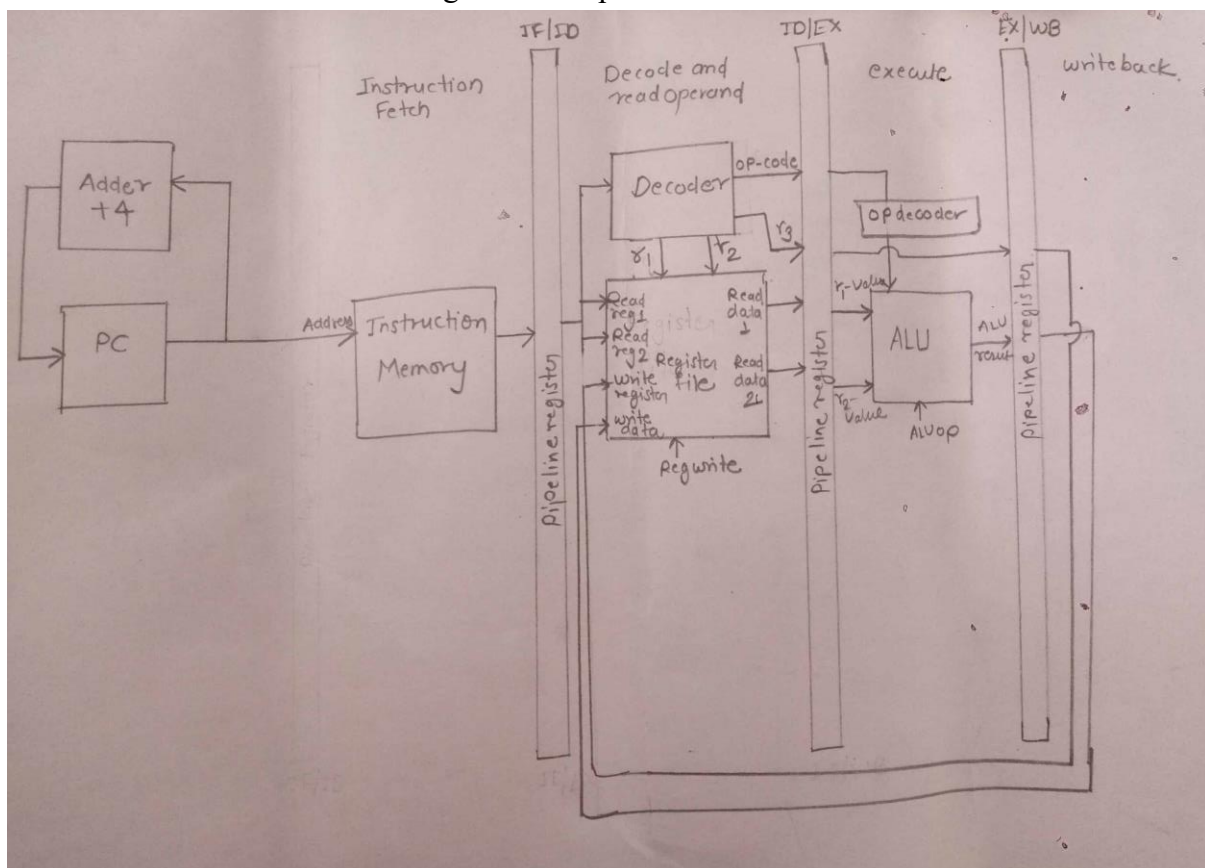 IF/ID
ID/EX
EX/WB
Instruction
Fetch
Decode and
read operand
execute
writeback.
Adder
+4
PC
Address
Instruction
Memory
pipeline register
Decoder
OP-code
r3
r1
r2
Read
reg1
Read
reg2
write
register
write
data
Register
file
Read
data
1
Read
data
2
Regwrite
pipeline register
OP decoder
r1-value
r2-
value
ALU
ALU
result
ALUOP
pipeline register